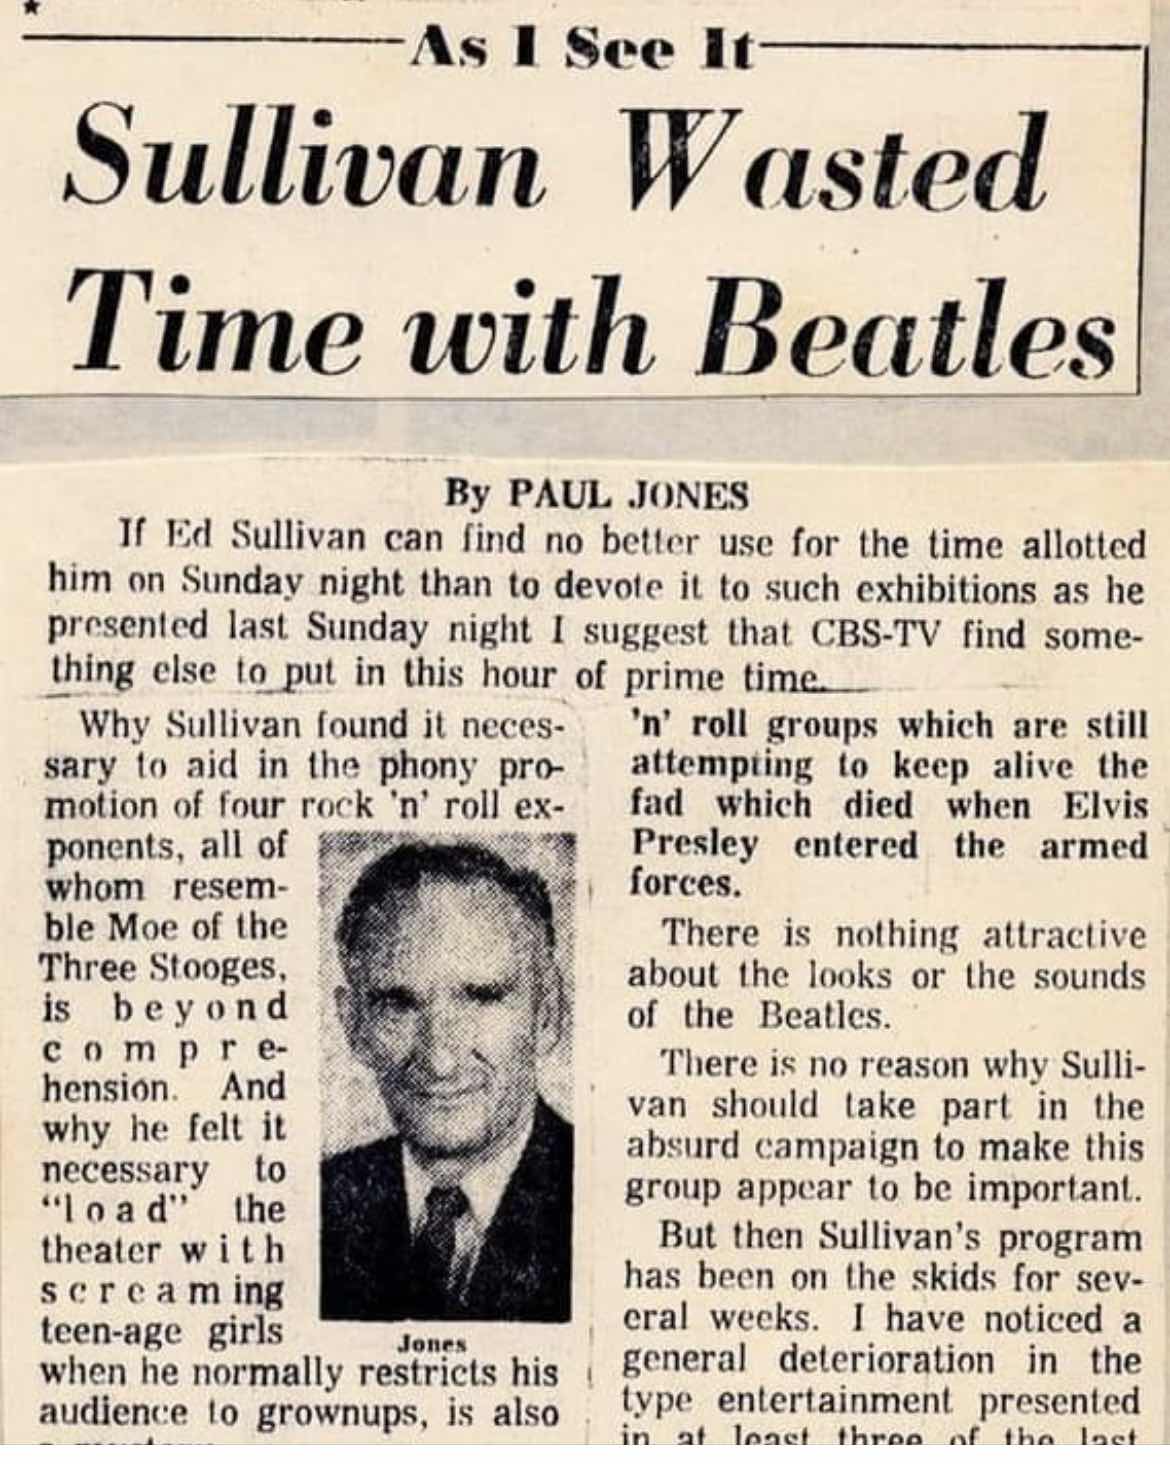 As I See It
Sullivan Wasted
Time with Beatles
By PAUL JONES
If Ed Sullivan can find no better use for the time allotted
him on Sunday night than to devote it to such exhibitions as he
presented last Sunday night I suggest that CBS-TV find some-
thing else to put in this hour of prime time.
Why Sullivan found it neces-
sary to aid in the phony pro-
motion of four rock 'n' roll ex-
ponents, all of
whom resem-
ble Moe of the
Three Stooges,
is beyond
compre-
hension. And
why he felt it
necessary to
"load" the
theater with
screaming
teen-age girls
when he normally restricts his
audience to grownups, is also
Jones
'n' roll groups which are still
attempting to keep alive the
fad which died when Elvis
Presley entered the armed
forces.
There is nothing attractive
about the looks or the sounds
of the Beatles.
There is no reason why Sulli-
van should take part in the
absurd campaign to make this
group appear to be important.
But then Sullivan's program
has been on the skids for sev-
eral weeks. I have noticed a
general deterioration in the
type entertainment presented
in at least three of the last